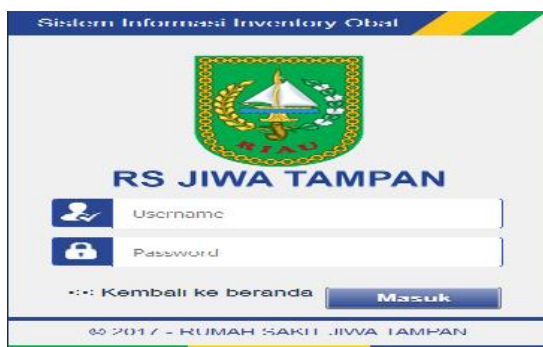 Sistem Informasi Inventory Obat
RIAU
RS JIWA TAMPAN
Username
Password
<:: Kembali ke beranda
Masuk
© 2017 - RUMAH SAKIT JIWA TAMPAN